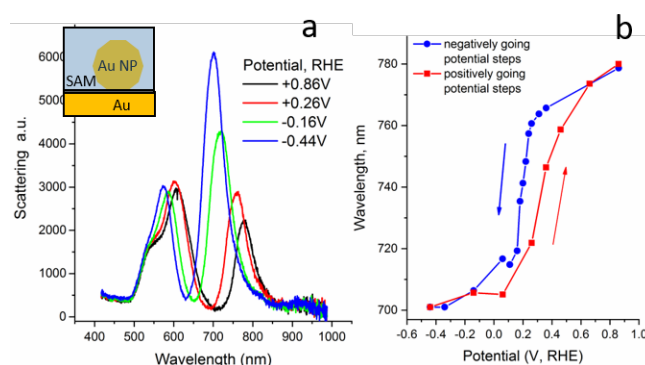 a
Au NP
SAM
Au
Potential, RHE
+0.86V
+0.26V
-0.16V
-0.44V
Scattering a.u.
6000
5000
4000
3000
2000
1000
0
400 500 600 700 800 900 1000
Wavelength (nm)
b
negatively going
potential steps
positively going
potential steps
Wavelength, nm
780
760
740
720
700
-0.6 -0.4 -0.2 0.0 0.2 0.4 0.6 0.8 1.0
Potential (V, RHE)